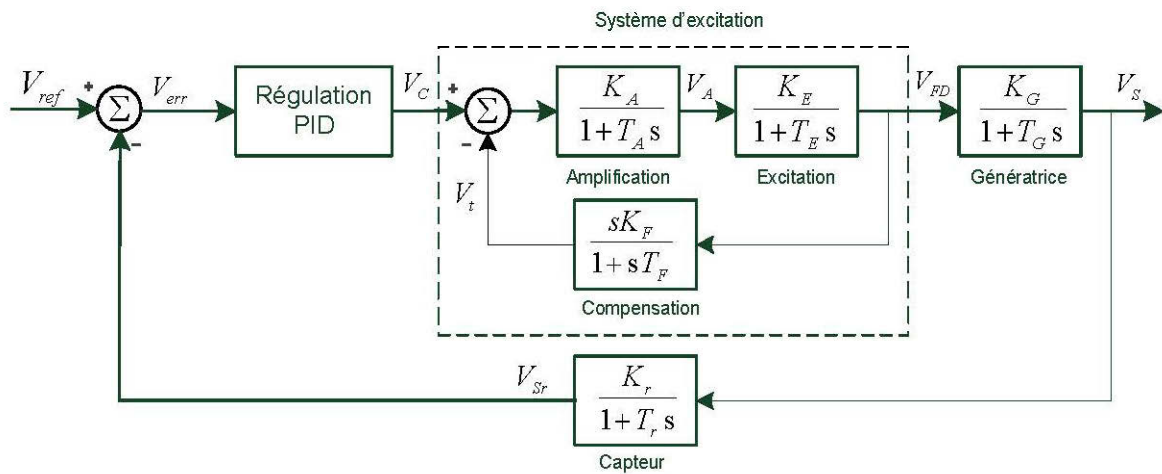 Système d'excitation
V_ref
+
Σ
-
V_err
Régulation
PID
V_C
+
Σ
-
K_A
1+T_A s
Amplification
V_A
K_E
1+T_E s
Excitation
V_FD
K_G
1+T_G s
Génératrice
V_S
V_t
sK_F
1+sT_F
Compensation
V_Sr
K_r
1+T_r s
Capteur